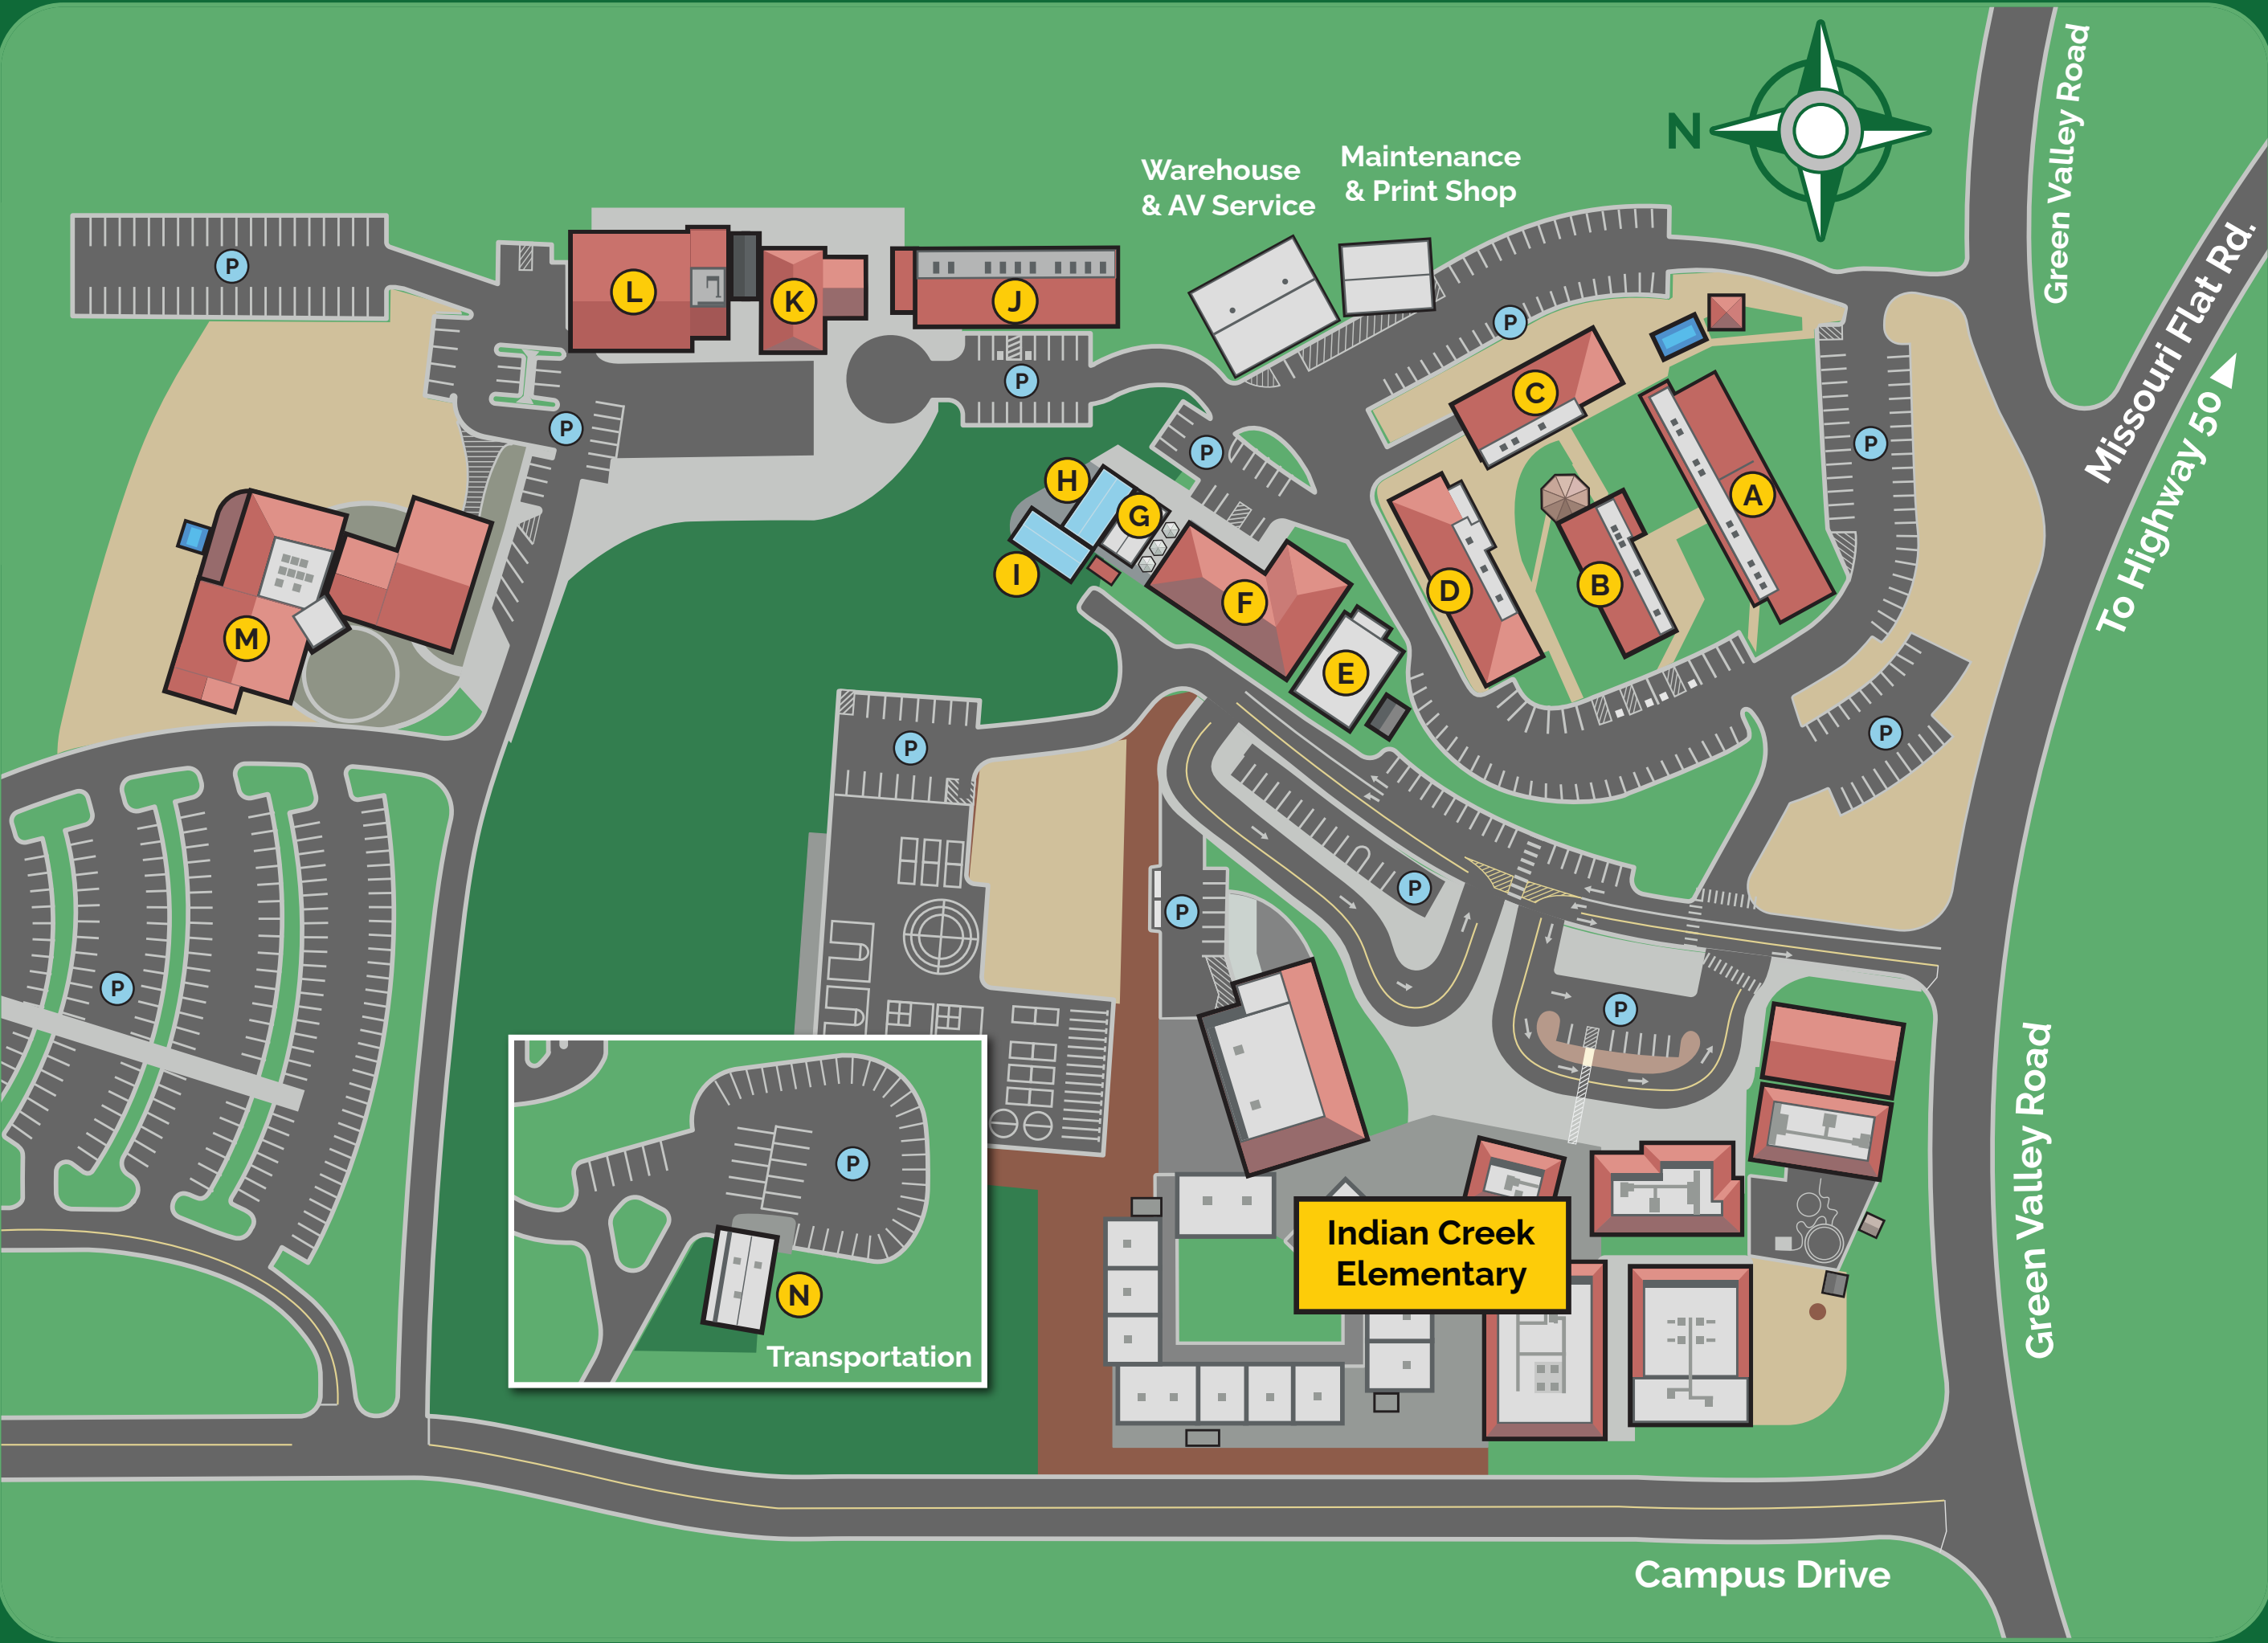 Green Valley Road
N
Warehouse
& AV Service
Maintenance
& Print Shop
Missouri Flat Rd.
To Highway 50
P
L
K
J
P
P
C
P
P
P
P
A
H
G
I
F
E
D
B
M
P
P
P
P
P
P
P
Indian Creek
Elementary
P
N
Transportation
Green Valley Road
Campus Drive